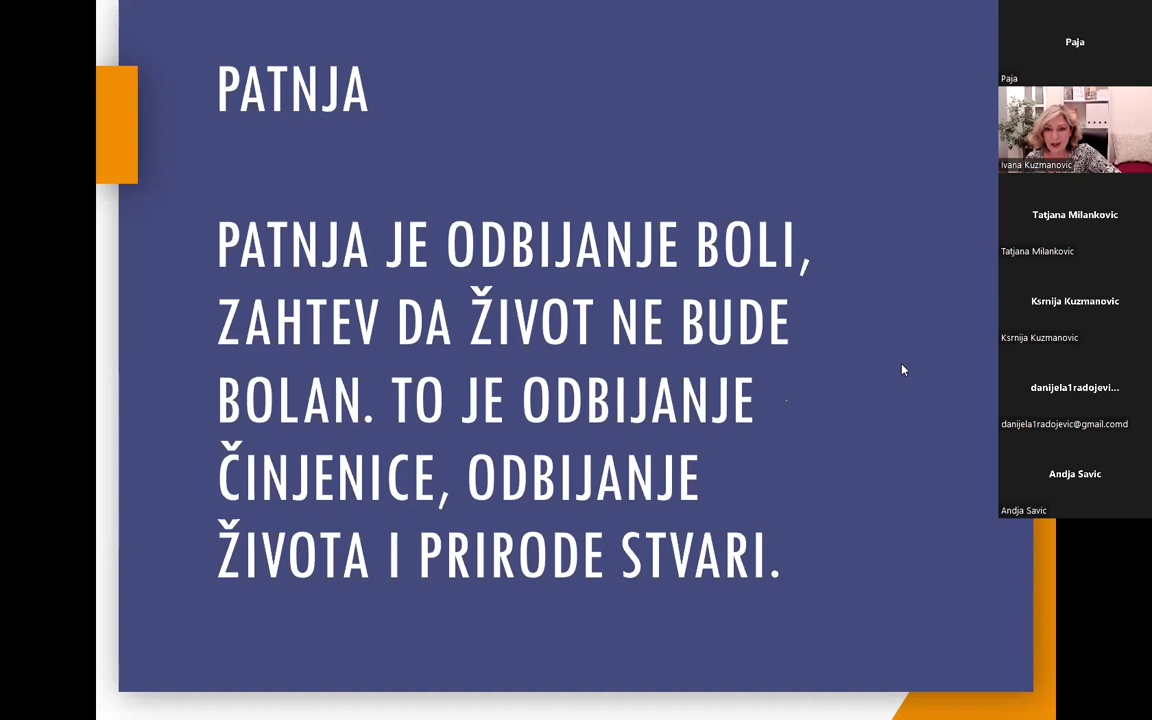 PATNJA
PATNJA JE ODBIJANJE BOLI,
ZAHTEV DA ŽIVOT NE BUDE
BOLAN. TO JE ODBIJANJE
ČINJENICE, ODBIJANJE
ŽIVOTA I PRIRODE STVARI.
Paja
Paja
Ivana Kuzmanovic
Tatjana Milankovic
Tatjana Milankovic
Ksrnija Kuzmanovic
Ksrnija Kuzmanovic
danijela1radojevi...
danijela1radojevic@gmail.comd
Andja Savic
Andja Savic